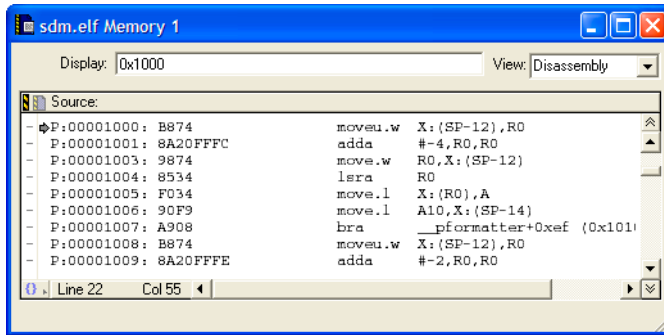 sdm.elf Memory 1
Display: 0x1000 View: Disassembly
Source:
P:00001000: B874 moveu.w X:(SP-12),R0
P:00001001: 8A20FFFC adda #-4,R0,R0
P:00001003: 9874 move.w R0,X:(SP-12)
P:00001004: 8534 lsra R0
P:00001005: F034 move.l X:(R0),A
P:00001006: 90F9 move.l A10,X:(SP-14)
P:00001007: A908 bra __pformatter+0xef (0x101
P:00001008: B874 moveu.w X:(SP-12),R0
P:00001009: 8A20FFFE adda #-2,R0,R0
Line 22 Col 55